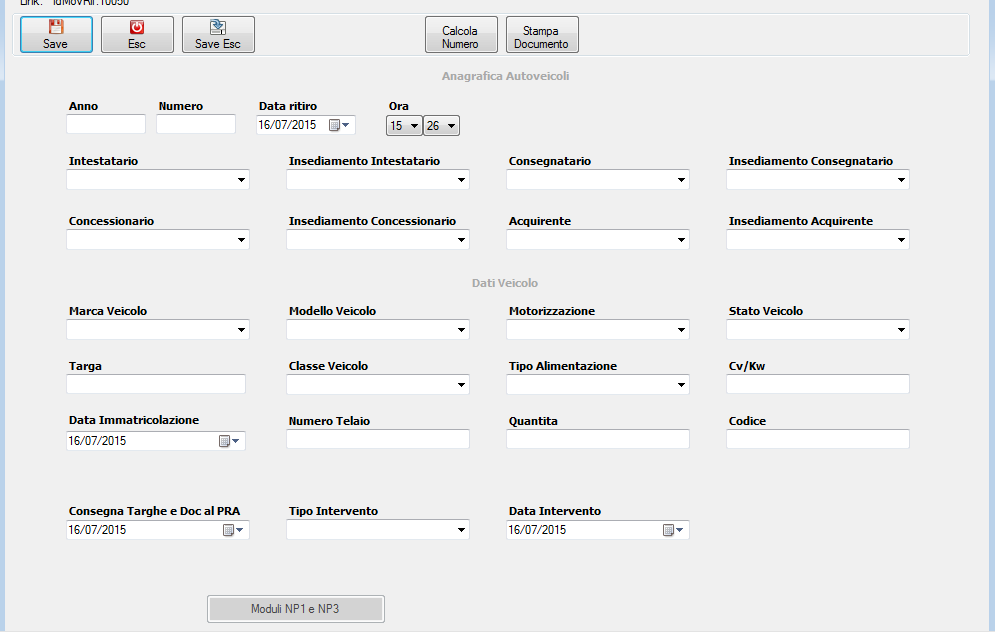 Link: IdMovRif:10050
Save Esc Save Esc Calcola Numero Stampa Documento
Anagrafica Autoveicoli
Anno Numero Data ritiro Ora
16/07/2015 15 26
Intestatario Insediamento Intestatario Consegnatario Insediamento Consegnatario
Concessionario Insediamento Concessionario Acquirente Insediamento Acquirente
Dati Veicolo
Marca Veicolo Modello Veicolo Motorizzazione Stato Veicolo
Targa Classe Veicolo Tipo Alimentazione Cv/Kw
Data Immatricolazione Numero Telaio Quantita Codice
16/07/2015
Consegna Targhe e Doc al PRA Tipo Intervento Data Intervento
16/07/2015 16/07/2015
Moduli NP1 e NP3